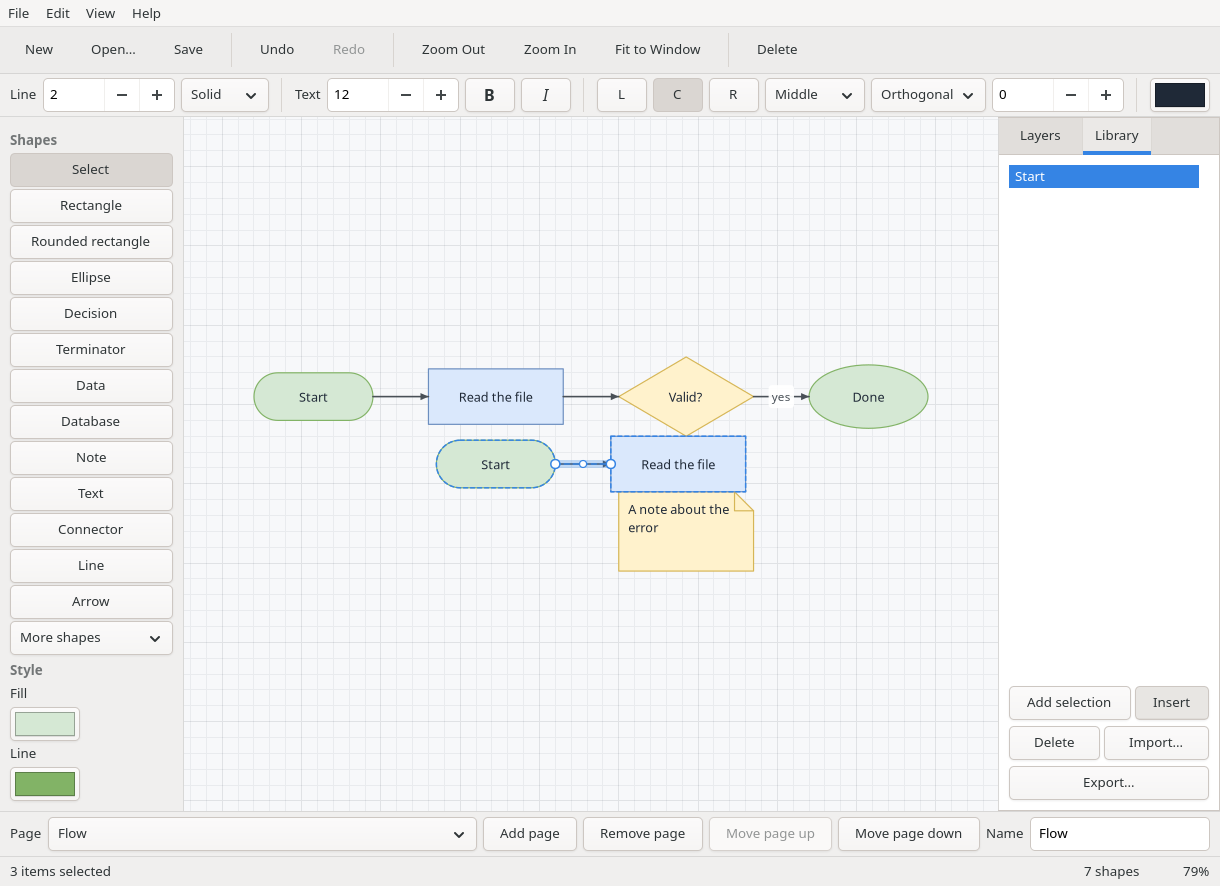 File Edit View Help
New Open... Save Undo Redo Zoom Out Zoom In Fit to Window Delete
Line 2 Solid Text 12 B I L C R Middle Orthogonal 0
Shapes
Select
Rectangle
Rounded rectangle
Ellipse
Decision
Terminator
Data
Database
Note
Text
Connector
Line
Arrow
More shapes
Style
Fill
Line
Start Read the file Valid? yes Done
Start Read the file
A note about the
error
Layers Library
Start
Add selection Insert
Delete Import...
Export...
Page Flow Add page Remove page Move page up Move page down Name Flow
3 items selected 7 shapes 79%